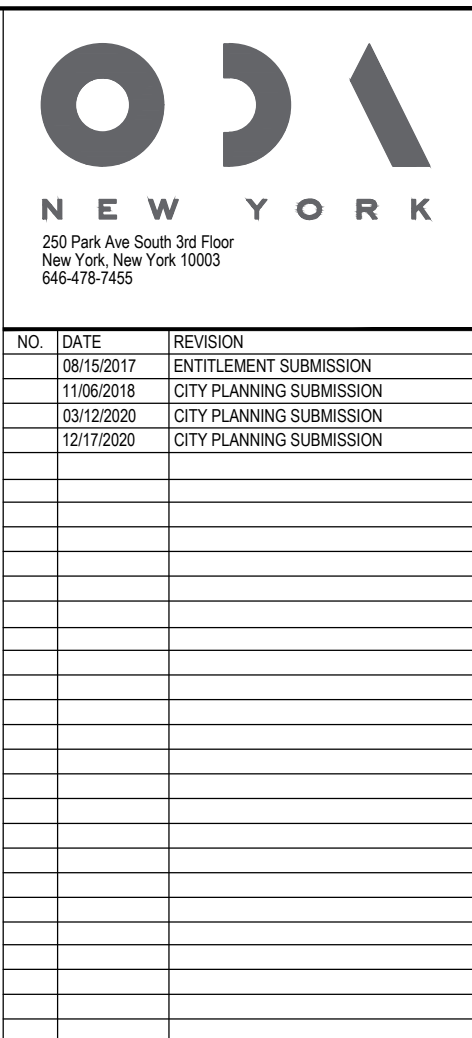 ODA
NEW YORK
250 Park Ave South 3rd Floor
New York, New York 10003
646-478-7455
NO. DATE REVISION
08/15/2017 ENTITLEMENT SUBMISSION
11/06/2018 CITY PLANNING SUBMISSION
03/12/2020 CITY PLANNING SUBMISSION
12/17/2020 CITY PLANNING SUBMISSION